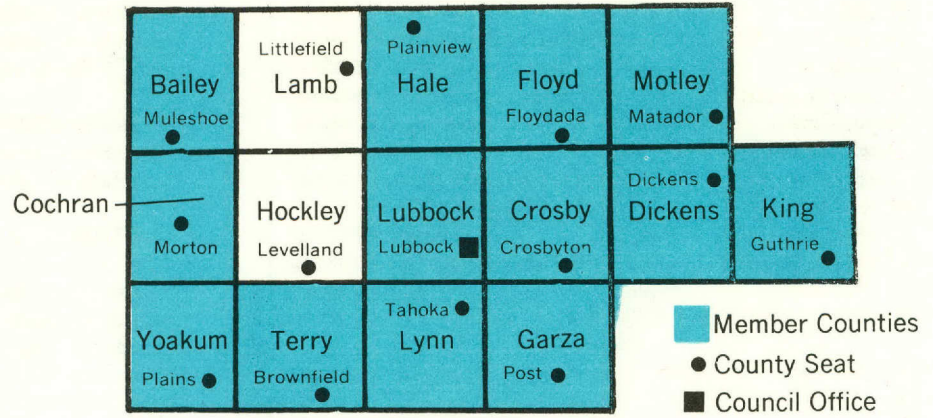 Bailey
Muleshoe
Littlefield
Lamb
Plainview
Hale
Floyd
Floydada
Motley
Matador
Cochran
Morton
Hockley
Levelland
Lubbock
Lubbock
Crosby
Crosbyton
Dickens
Dickens
King
Guthrie
Yoakum
Plains
Terry
Brownfield
Tahoka
Lynn
Garza
Post
Member Counties
County Seat
Council Office